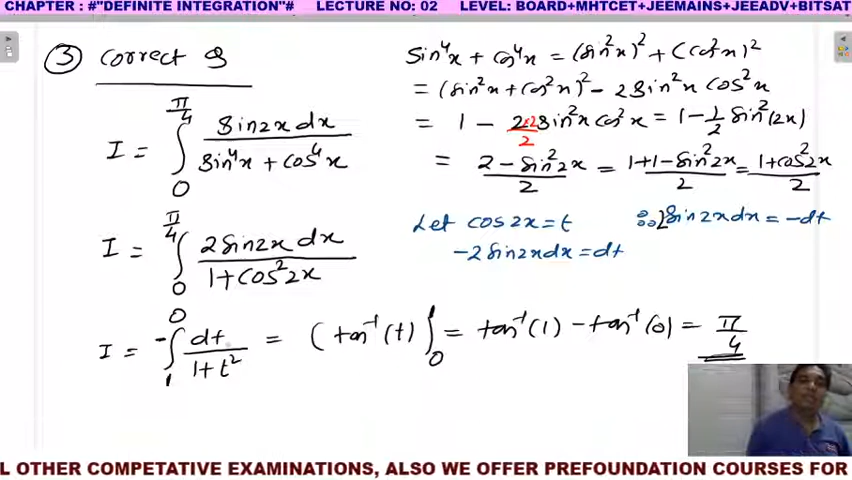 CHAPTER : #"DEFINITE INTEGRATION"# LECTURE NO: 02 LEVEL: BOARD+MHTCET+JEEMAINS+JEEADV+BITSAT
③ Correct Q
I = ∫₀^(π/4) sin2x dx / (sin⁴x + cos⁴x)
I = ∫₀^(π/4) 2sin2x dx / (1+cos²2x)
sin⁴x + cos⁴x = (sin²x)² + (cos²x)²
= (sin²x + cos²x)² - 2sin²x cos²x
= 1 - (2×2/2) sin²x cos²x = 1 - 1/2 sin²(2x)
= (2 - sin²2x)/2 = (1+1-sin²2x)/2 = (1+cos²2x)/2
Let cos2x = t ∴ 2sin2xdx = -dt
-2sin2xdx = dt
I = -∫₁⁰ dt/(1+t²) = (tan⁻¹(t))₀¹ = tan⁻¹(1) - tan⁻¹(0) = π/4
L OTHER COMPETATIVE EXAMINATIONS, ALSO WE OFFER PREFOUNDATION COURSES FOR